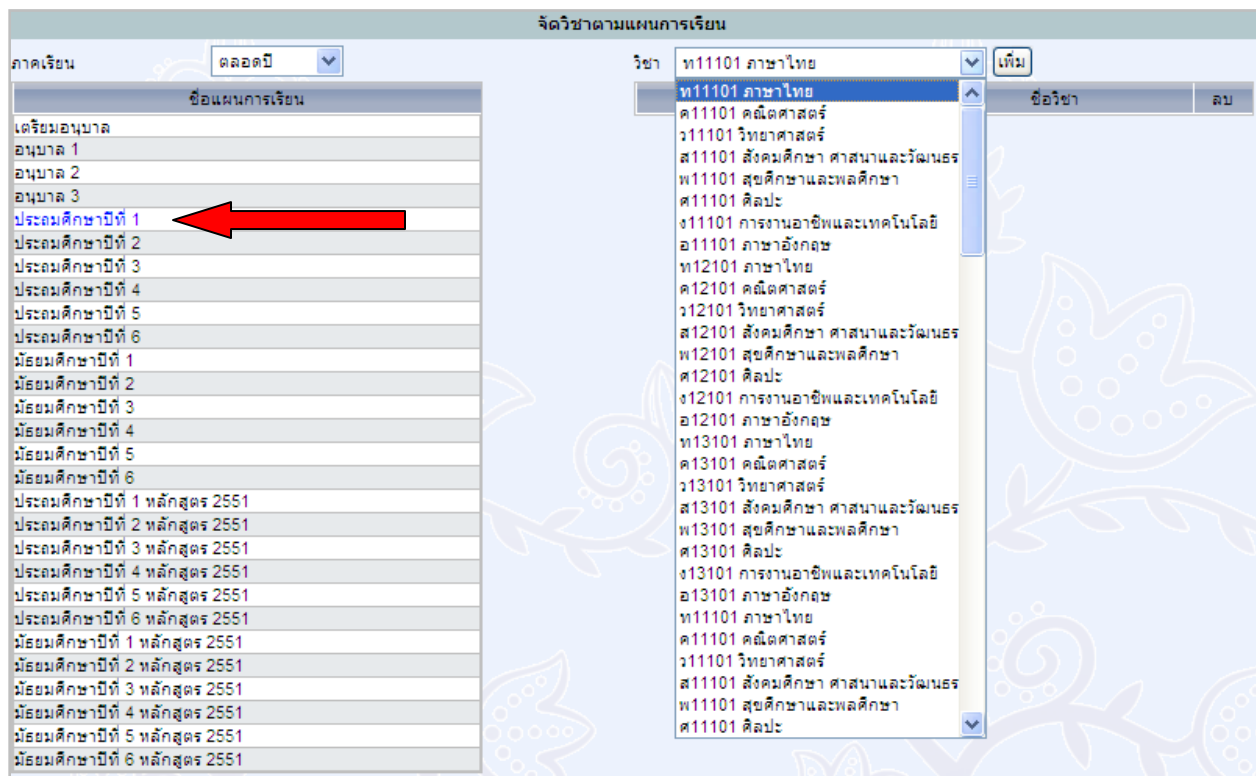 จัดวิชาตามแผนการเรียน
ภาคเรียน ตลอดปี
วิชา ท11101 ภาษาไทย เพิ่ม
ชื่อแผนการเรียน
เตรียมอนุบาล
อนุบาล 1
อนุบาล 2
อนุบาล 3
ประถมศึกษาปีที่ 1
ประถมศึกษาปีที่ 2
ประถมศึกษาปีที่ 3
ประถมศึกษาปีที่ 4
ประถมศึกษาปีที่ 5
ประถมศึกษาปีที่ 6
มัธยมศึกษาปีที่ 1
มัธยมศึกษาปีที่ 2
มัธยมศึกษาปีที่ 3
มัธยมศึกษาปีที่ 4
มัธยมศึกษาปีที่ 5
มัธยมศึกษาปีที่ 6
ประถมศึกษาปีที่ 1 หลักสูตร 2551
ประถมศึกษาปีที่ 2 หลักสูตร 2551
ประถมศึกษาปีที่ 3 หลักสูตร 2551
ประถมศึกษาปีที่ 4 หลักสูตร 2551
ประถมศึกษาปีที่ 5 หลักสูตร 2551
ประถมศึกษาปีที่ 6 หลักสูตร 2551
มัธยมศึกษาปีที่ 1 หลักสูตร 2551
มัธยมศึกษาปีที่ 2 หลักสูตร 2551
มัธยมศึกษาปีที่ 3 หลักสูตร 2551
มัธยมศึกษาปีที่ 4 หลักสูตร 2551
มัธยมศึกษาปีที่ 5 หลักสูตร 2551
มัธยมศึกษาปีที่ 6 หลักสูตร 2551
ชื่อวิชา ลบ
ท11101 ภาษาไทย
ค11101 คณิตศาสตร์
ว11101 วิทยาศาสตร์
ส11101 สังคมศึกษา ศาสนาและวัฒนธร
พ11101 สุขศึกษาและพลศึกษา
ศ11101 ศิลปะ
ง11101 การงานอาชีพและเทคโนโลยี
อ11101 ภาษาอังกฤษ
ท12101 ภาษาไทย
ค12101 คณิตศาสตร์
ว12101 วิทยาศาสตร์
ส12101 สังคมศึกษา ศาสนาและวัฒนธร
พ12101 สุขศึกษาและพลศึกษา
ศ12101 ศิลปะ
ง12101 การงานอาชีพและเทคโนโลยี
อ12101 ภาษาอังกฤษ
ท13101 ภาษาไทย
ค13101 คณิตศาสตร์
ว13101 วิทยาศาสตร์
ส13101 สังคมศึกษา ศาสนาและวัฒนธร
พ13101 สุขศึกษาและพลศึกษา
ศ13101 ศิลปะ
ง13101 การงานอาชีพและเทคโนโลยี
อ13101 ภาษาอังกฤษ
ท11101 ภาษาไทย
ค11101 คณิตศาสตร์
ว11101 วิทยาศาสตร์
ส11101 สังคมศึกษา ศาสนาและวัฒนธร
พ11101 สุขศึกษาและพลศึกษา
ศ11101 ศิลปะ